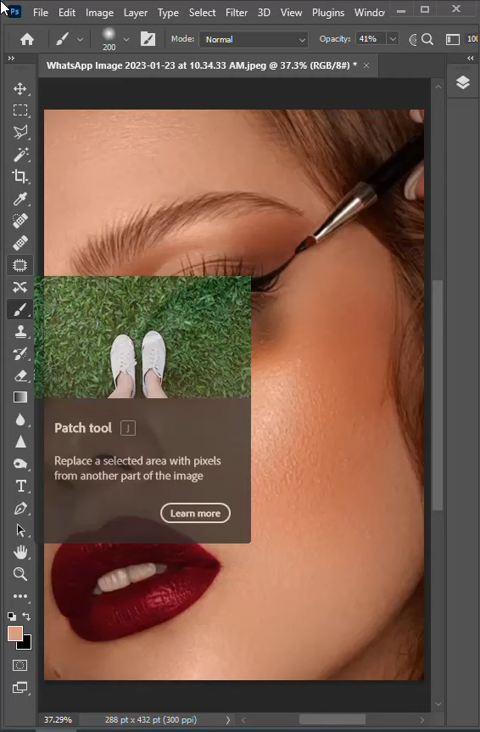 Ps File Edit Image Layer Type Select Filter 3D View Plugins
200 Mode: Normal Opacity: 41%
WhatsApp Image 2023-01-23 at 10.34.33 AM.jpeg @ 37.3% (RGB/8#) * ×
Patch tool J
Replace a selected area with pixels
from another part of the image
Learn more
37.29% 288 pt x 432 pt (300 ppi)